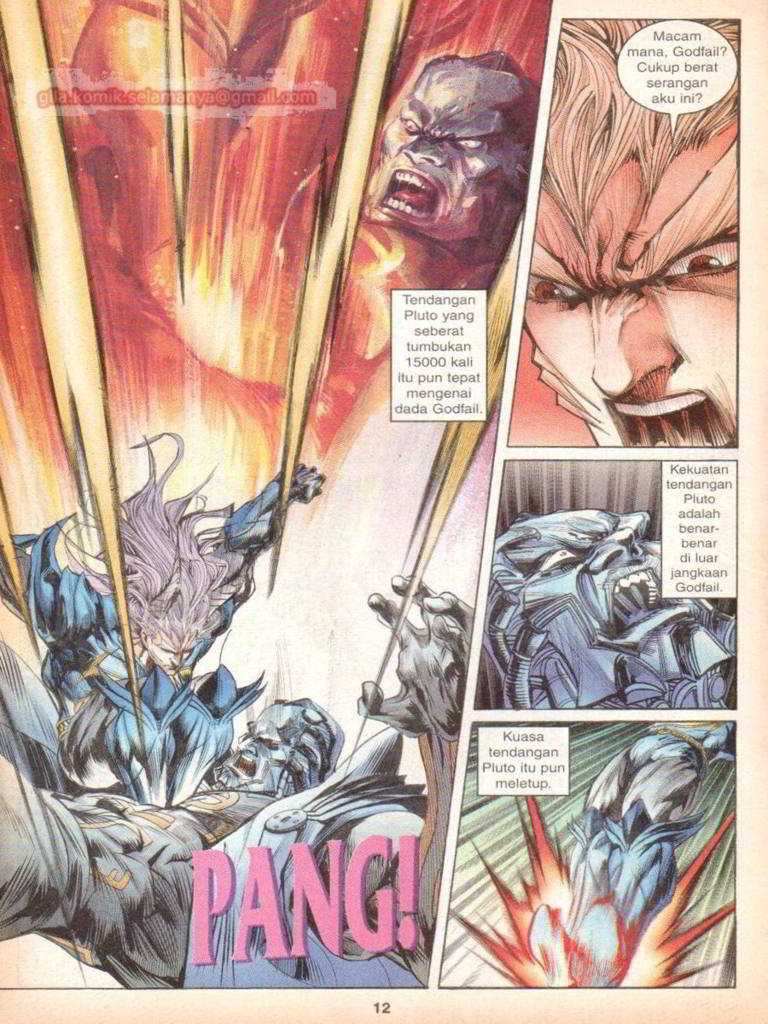 gila.komik.selamanya@gmail.com
Tendangan
Pluto yang
seberat
tumbukan
15000 kali
itu pun tepat
mengenai
dada Godfail.
PANG!
Macam
mana, Godfail?
Cukup berat
serangan
aku ini?
Kekuatan
tendangan
Pluto
adalah
benar-
benar
di luar
jangkaan
Godfail.
Kuasa
tendangan
Pluto itu pun
meletup.
12